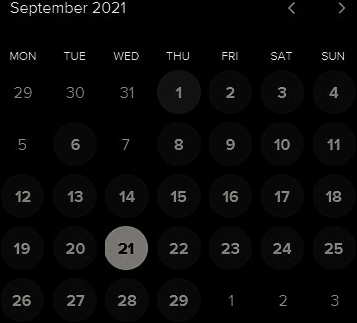 September 2021
MON TUE WED THU FRI SAT SUN
29 30 31 1 2 3 4
5 6 7 8 9 10 11
12 13 14 15 16 17 18
19 20 21 22 23 24 25
26 27 28 29 1 2 3